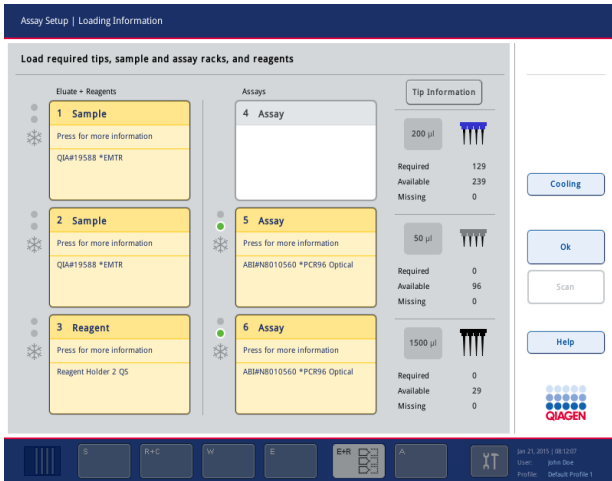 Assay Setup | Loading Information
Load required tips, sample and assay racks, and reagents
Eluate + Reagents
Assays
Tip Information
1 Sample
Press for more information
QIA#19588 *EMTR
4 Assay
200 µl
Required 129
Available 239
Missing 0
2 Sample
Press for more information
QIA#19588 *EMTR
5 Assay
Press for more information
ABI#N8010560 *PCR96 Optical
50 µl
Required 0
Available 96
Missing 0
3 Reagent
Press for more information
Reagent Holder 2 QS
6 Assay
Press for more information
ABI#N8010560 *PCR96 Optical
1500 µl
Required 0
Available 29
Missing 0
Cooling
Ok
Scan
Help
QIAGEN
S
R+C
W
E
E+R
A
Jan 21, 2015 | 08:12:07
User: John Doe
Profile: Default Profile 1